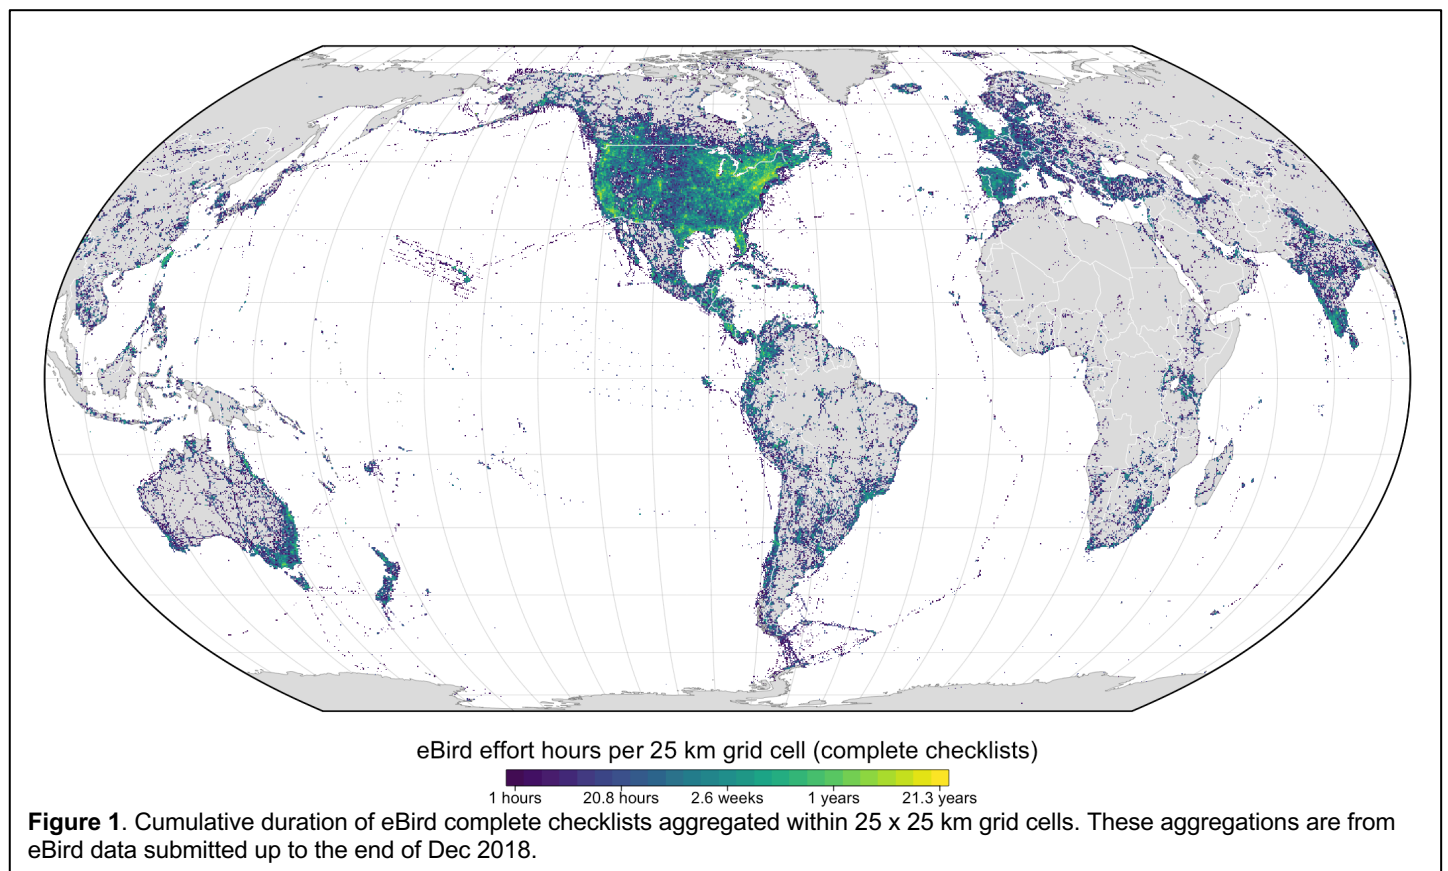 eBird effort hours per 25 km grid cell (complete checklists)
1 hours 20.8 hours 2.6 weeks 1 years 21.3 years
Figure 1. Cumulative duration of eBird complete checklists aggregated within 25 x 25 km grid cells. These aggregations are from
eBird data submitted up to the end of Dec 2018.